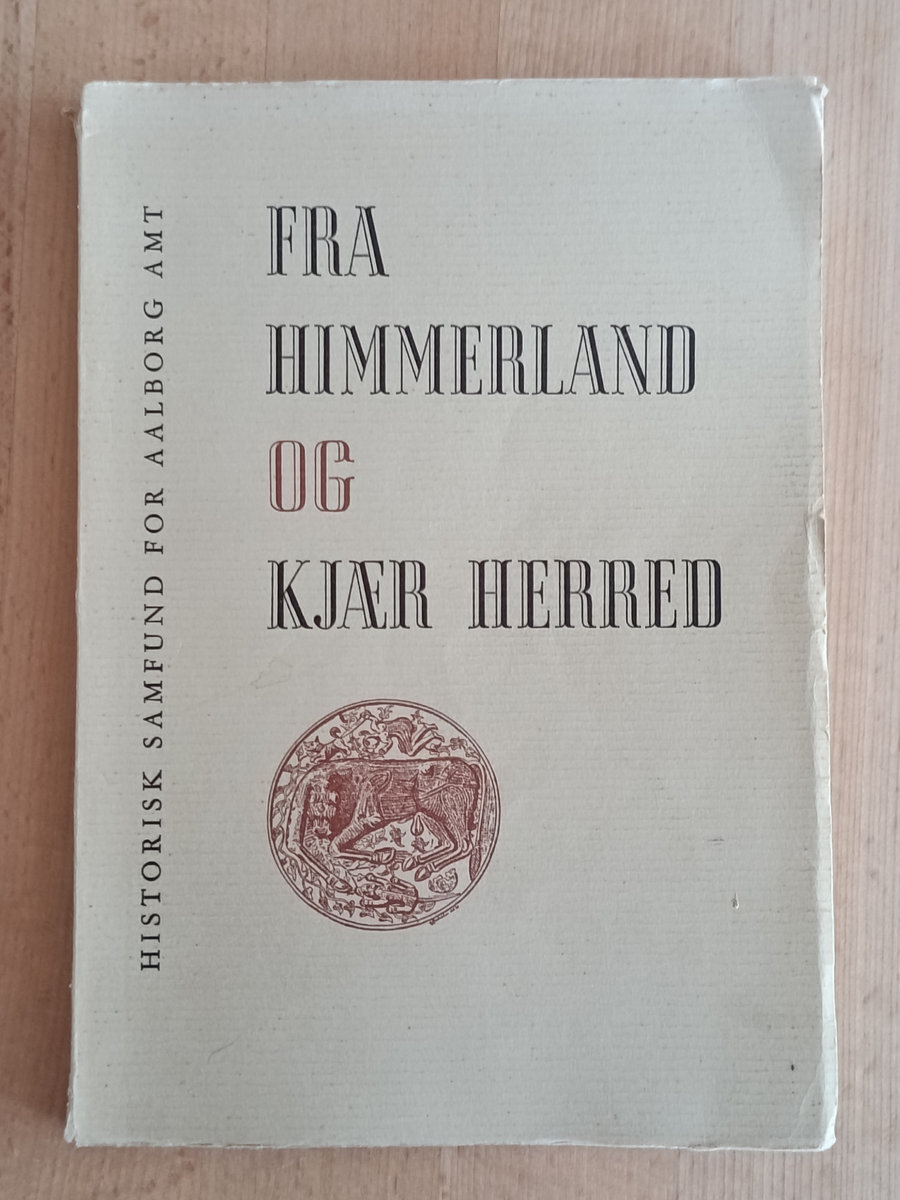 HISTORISK SAMFUND FOR AALBORG AMT
FRA
HIMMERLAND
OG
KJÆR HERRED